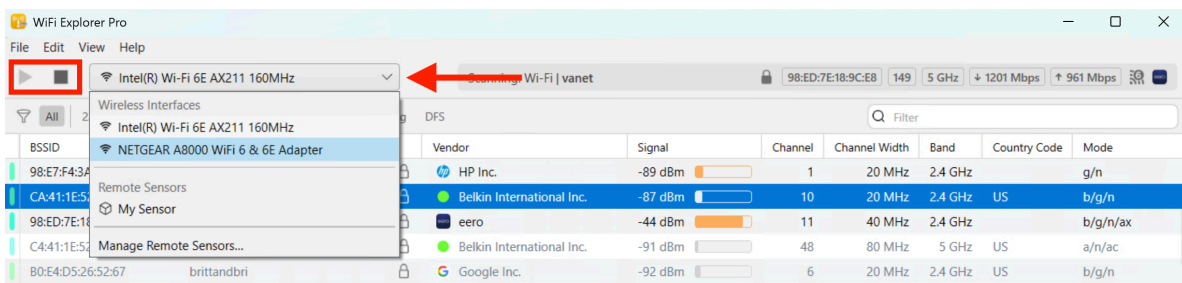 WiFi Explorer Pro
File Edit View Help
Intel(R) Wi-Fi 6E AX211 160MHz
Scanning: Wi-Fi | vanet
98:ED:7E:18:9C:E8 149 5 GHz ↓ 1201 Mbps ↑ 961 Mbps
All 2 g DFS Filter
Wireless Interfaces
Intel(R) Wi-Fi 6E AX211 160MHz
NETGEAR A8000 WiFi 6 & 6E Adapter
Remote Sensors
My Sensor
Manage Remote Sensors...
BSSID Vendor Signal Channel Channel Width Band Country Code Mode
98:E7:F4:3A HP Inc. -89 dBm 1 20 MHz 2.4 GHz g/n
CA:41:1E:52 Belkin International Inc. -87 dBm 10 20 MHz 2.4 GHz US b/g/n
98:ED:7E:18 eero -44 dBm 11 40 MHz 2.4 GHz b/g/n/ax
C4:41:1E:52 Belkin International Inc. -91 dBm 48 80 MHz 5 GHz US a/n/ac
B0:E4:D5:26:52:67 brittandbri Google Inc. -92 dBm 6 20 MHz 2.4 GHz US b/g/n